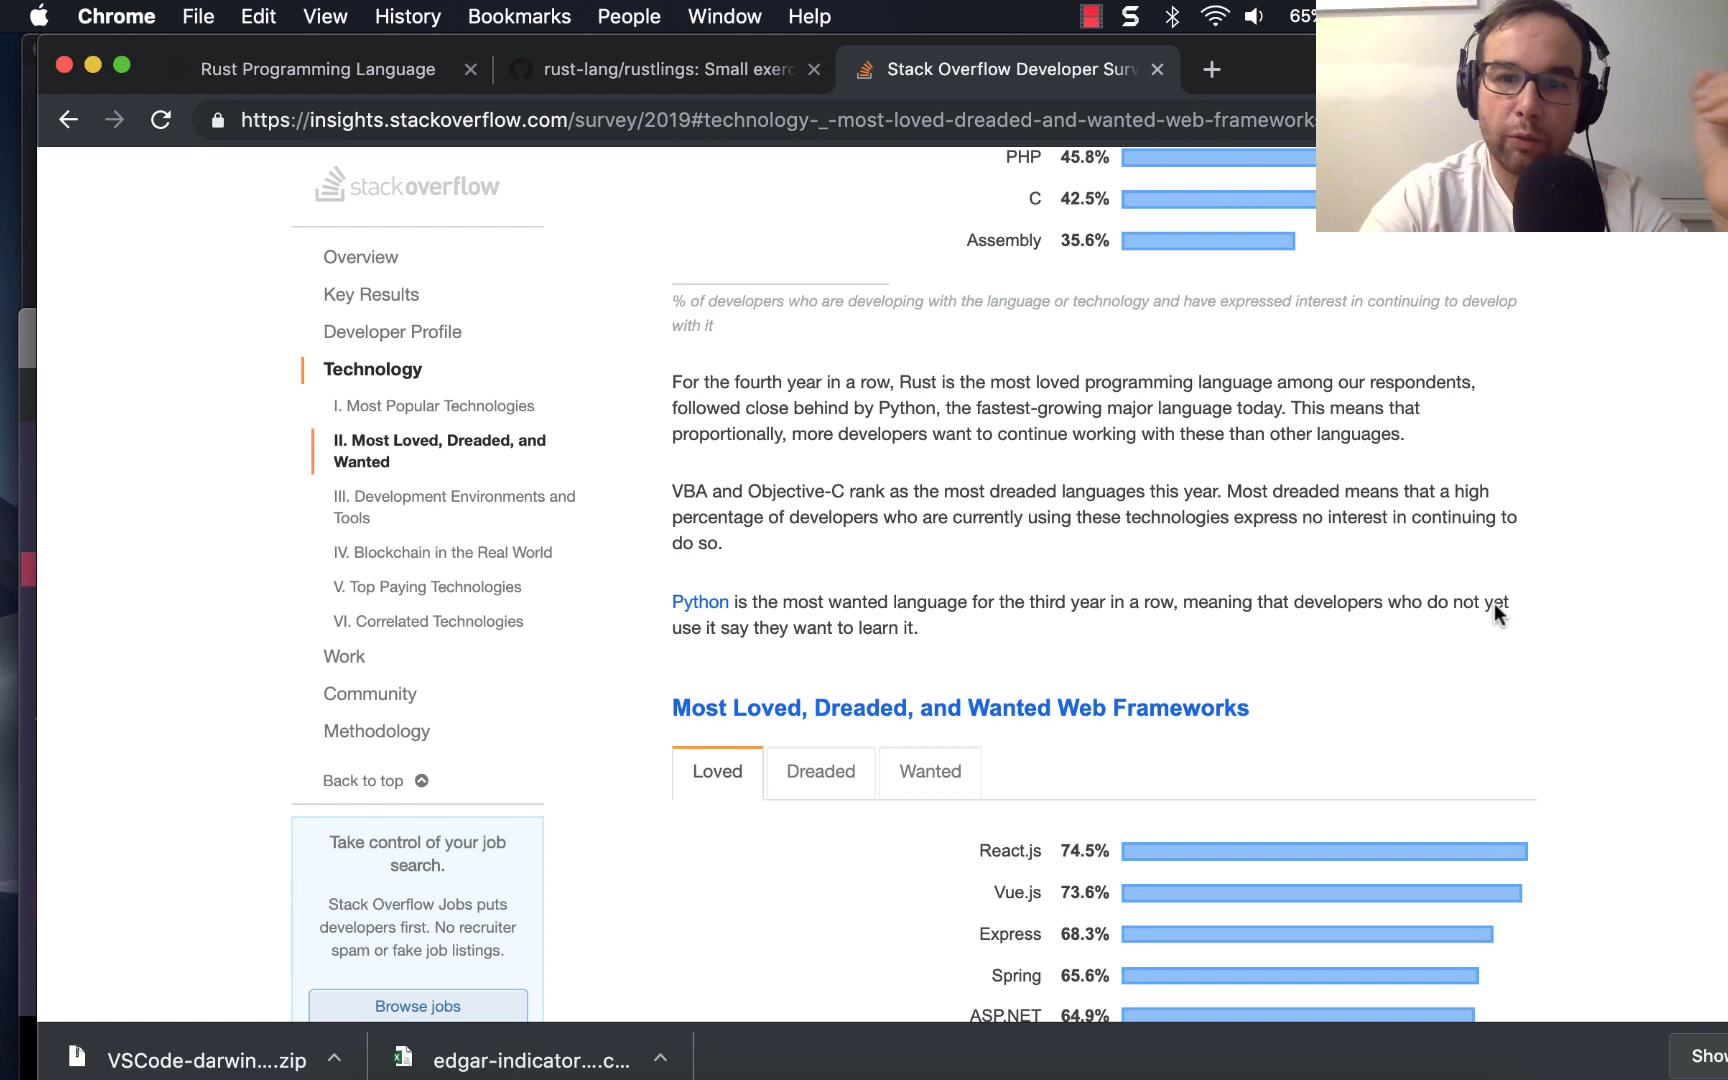 Chrome File Edit View History Bookmarks People Window Help 65%
Rust Programming Language
rust-lang/rustlings: Small exerc
Stack Overflow Developer Surv
https://insights.stackoverflow.com/survey/2019#technology-_-most-loved-dreaded-and-wanted-web-frameworks
stackoverflow
Overview
Key Results
Developer Profile
Technology
I. Most Popular Technologies
II. Most Loved, Dreaded, and
Wanted
III. Development Environments and
Tools
IV. Blockchain in the Real World
V. Top Paying Technologies
VI. Correlated Technologies
Work
Community
Methodology
Back to top
Take control of your job
search.
Stack Overflow Jobs puts
developers first. No recruiter
spam or fake job listings.
Browse jobs
PHP 45.8%
C 42.5%
Assembly 35.6%
% of developers who are developing with the language or technology and have expressed interest in continuing to develop
with it
For the fourth year in a row, Rust is the most loved programming language among our respondents,
followed close behind by Python, the fastest-growing major language today. This means that
proportionally, more developers want to continue working with these than other languages.
VBA and Objective-C rank as the most dreaded languages this year. Most dreaded means that a high
percentage of developers who are currently using these technologies express no interest in continuing to
do so.
Python is the most wanted language for the third year in a row, meaning that developers who do not yet
use it say they want to learn it.
Most Loved, Dreaded, and Wanted Web Frameworks
Loved Dreaded Wanted
React.js 74.5%
Vue.js 73.6%
Express 68.3%
Spring 65.6%
ASP.NET 64.9%
VSCode-darwin....zip
edgar-indicator....c...
Show